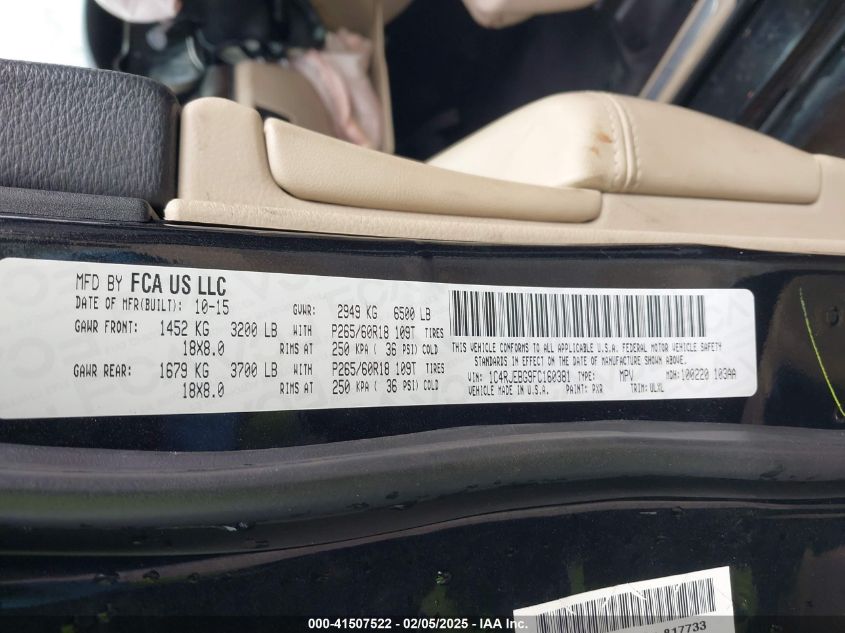 MFD BY FCA US LLC
DATE OF MFR(BUILT): 10-15 GVWR: 2949 KG 6500 LB
GAWR FRONT: 1452 KG 3200 LB WITH P265/60R18 109T TIRES
18X8.0 RIMS AT 250 KPA ( 36 PSI) COLD
GAWR REAR: 1679 KG 3700 LB WITH P265/60R18 109T TIRES
18X8.0 RIMS AT 250 KPA ( 36 PSI) COLD
THIS VEHICLE CONFORMS TO ALL APPLICABLE U.S.A. FEDERAL MOTOR VEHICLE SAFETY
STANDARDS IN EFFECT ON THE DATE OF MANUFACTURE SHOWN ABOVE.
VIN: 1C4RJEBG9FC160381 TYPE: MPV MDH: 100220 103AA
VEHICLE MADE IN U.S.A. PAINT: PXR TRIM: ULXL
817733
000-41507522 - 02/05/2025 - IAA Inc.